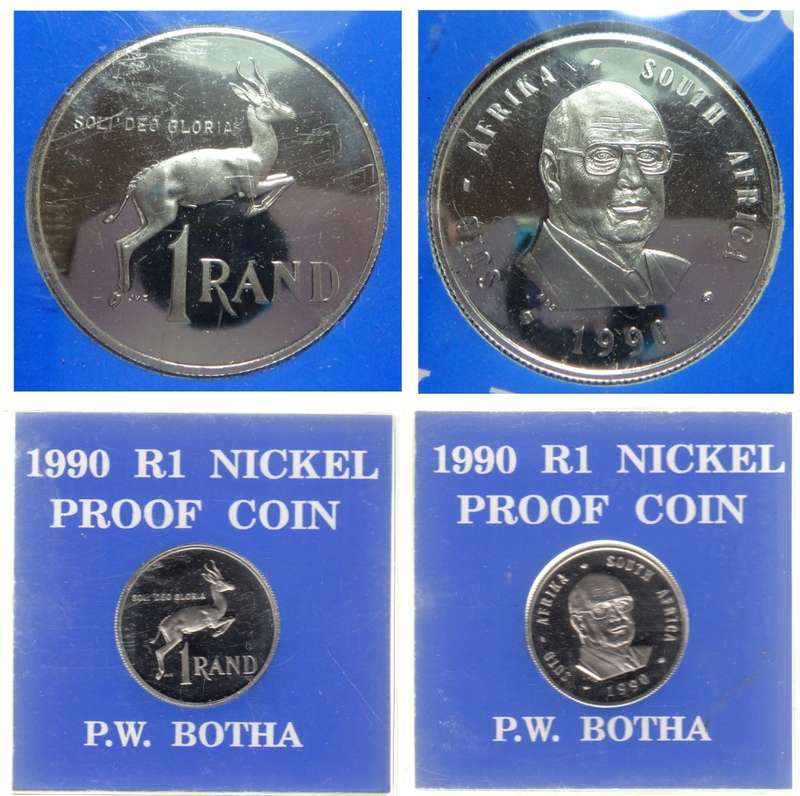 SOLI DEO GLORIA
1 RAND
SUID - AFRIKA · SOUTH AFRICA
· 1990 ·
1990 R1 NICKEL
PROOF COIN
SOLI DEO GLORIA
1 RAND
P.W. BOTHA
1990 R1 NICKEL
PROOF COIN
SUID - AFRIKA · SOUTH AFRICA
· 1990 ·
P.W. BOTHA